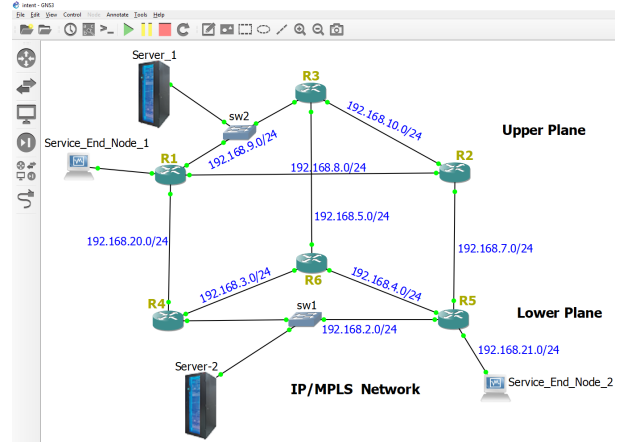 intent - GNS3
File Edit View Control Node Annotate Tools Help
Server_1
R3
sw2
192.168.10.0/24
Upper Plane
Service_End_Node_1
R1
192.168.9.0/24
R2
192.168.8.0/24
192.168.5.0/24
192.168.20.0/24
192.168.7.0/24
192.168.3.0/24
192.168.4.0/24
R6
R4
sw1
R5
Lower Plane
192.168.2.0/24
192.168.21.0/24
Server-2
IP/MPLS Network
Service_End_Node_2